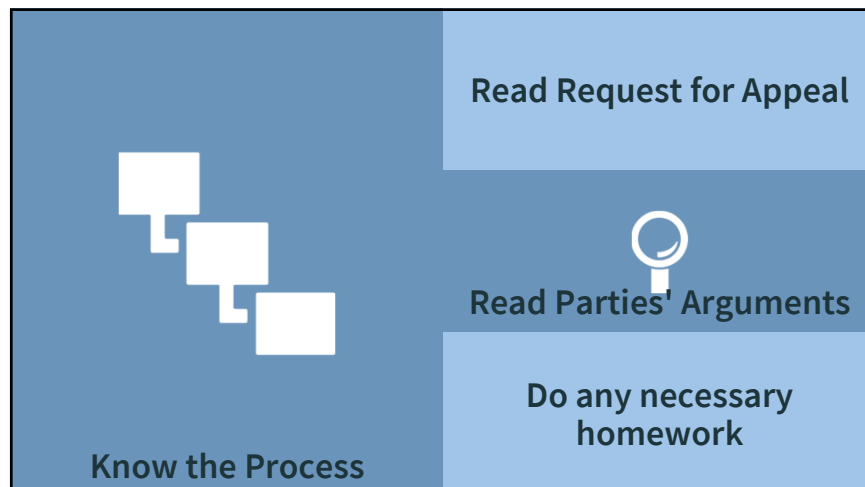 Know the Process
Read Request for Appeal
Read Parties' Arguments
Do any necessary
homework